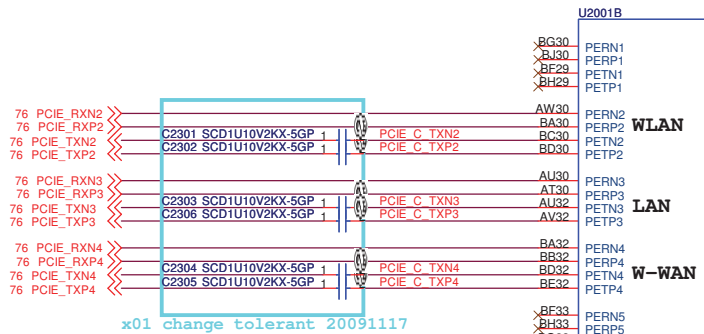 U2001B
BG30 PERN1
BJ30 PERP1
BF29 PETN1
BH29 PETP1
76 PCIE_RXN2 AW30 PERN2
76 PCIE_RXP2 BA30 PERP2 WLAN
76 PCIE_TXN2 C2301 SCD1U10V2KX-5GP 1 PCIE_C_TXN2 BC30 PETN2
76 PCIE_TXP2 C2302 SCD1U10V2KX-5GP 1 PCIE_C_TXP2 BD30 PETP2
76 PCIE_RXN3 AU30 PERN3
76 PCIE_RXP3 AT30 PERP3
76 PCIE_TXN3 C2303 SCD1U10V2KX-5GP 1 PCIE_C_TXN3 AU32 PETN3 LAN
76 PCIE_TXP3 C2306 SCD1U10V2KX-5GP 1 PCIE_C_TXP3 AV32 PETP3
76 PCIE_RXN4 BA32 PERN4
76 PCIE_RXP4 BB32 PERP4
76 PCIE_TXN4 C2304 SCD1U10V2KX-5GP 1 PCIE_C_TXN4 BD32 PETN4 W-WAN
76 PCIE_TXP4 C2305 SCD1U10V2KX-5GP 1 PCIE_C_TXP4 BE32 PETP4
BF33 PERN5
BH33 PERP5
x01 change tolerant 20091117